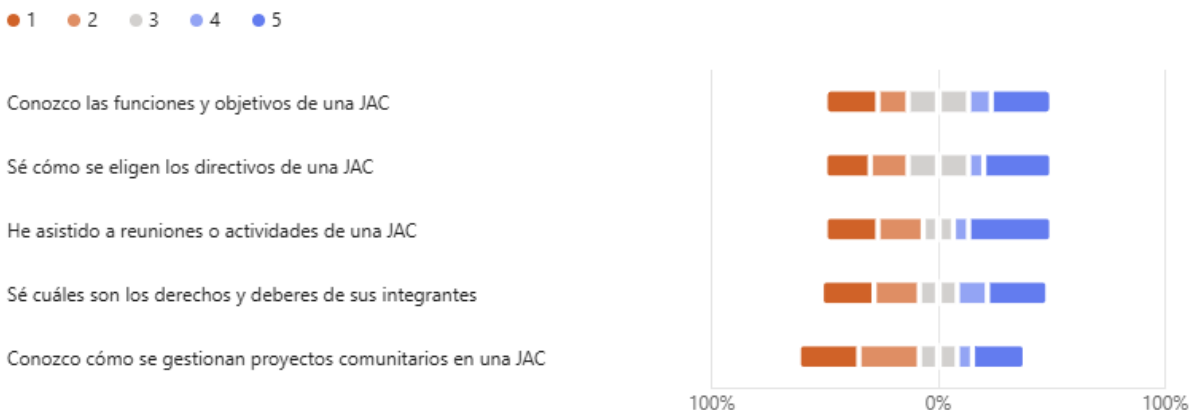 1 2 3 4 5
Conozco las funciones y objetivos de una JAC
Sé cómo se eligen los directivos de una JAC
He asistido a reuniones o actividades de una JAC
Sé cuáles son los derechos y deberes de sus integrantes
Conozco cómo se gestionan proyectos comunitarios en una JAC
100% 0% 100%